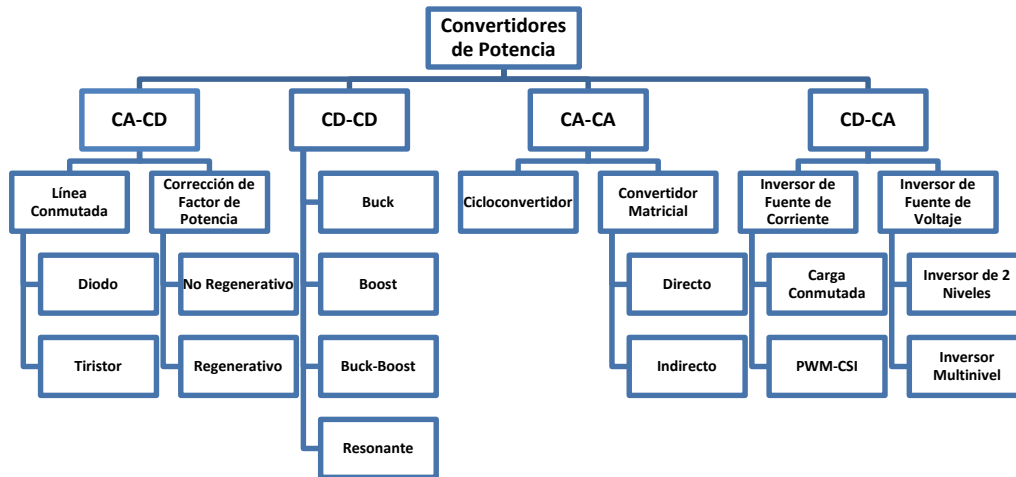 Convertidores
de Potencia
CA-CD
CD-CD
CA-CA
CD-CA
Línea
Conmutada
Corrección de
Factor de
Potencia
Buck
Cicloconvertidor
Convertidor
Matricial
Inversor de
Fuente de
Corriente
Inversor de
Fuente de
Voltaje
Diodo
No Regenerativo
Boost
Directo
Carga
Conmutada
Inversor de 2
Niveles
Tiristor
Regenerativo
Buck-Boost
Indirecto
PWM-CSI
Inversor
Multinivel
Resonante